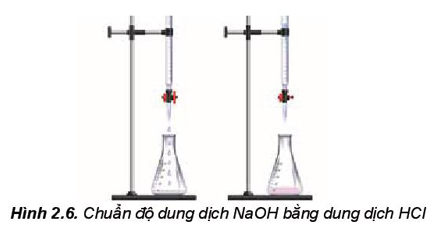 Hình 2.6. Chuẩn độ dung dịch NaOH bằng dung dịch HCl